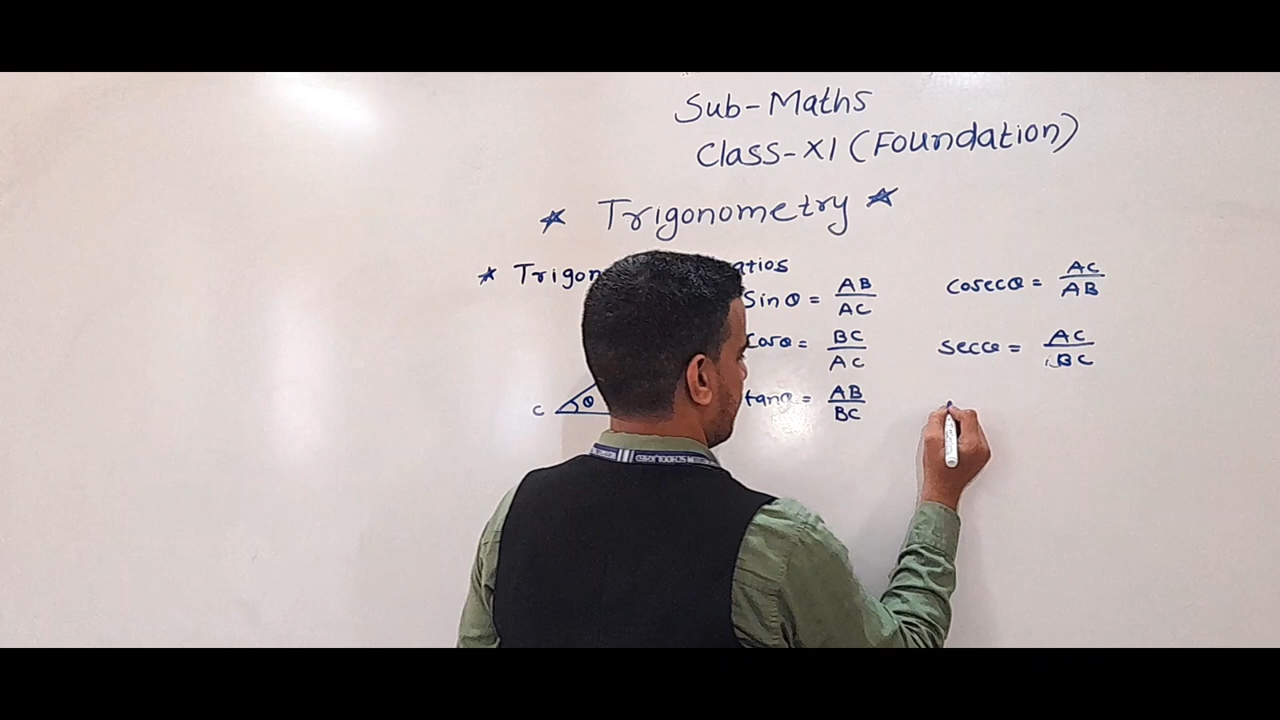 Sub-Maths
Class-XI (Foundation)
* Trigonometry *
* Trigon atios
Sinθ = AB/AC
cosecθ = AC/AB
cosθ = BC/AC
secθ = AC/BC
C θ
tanθ = AB/BC